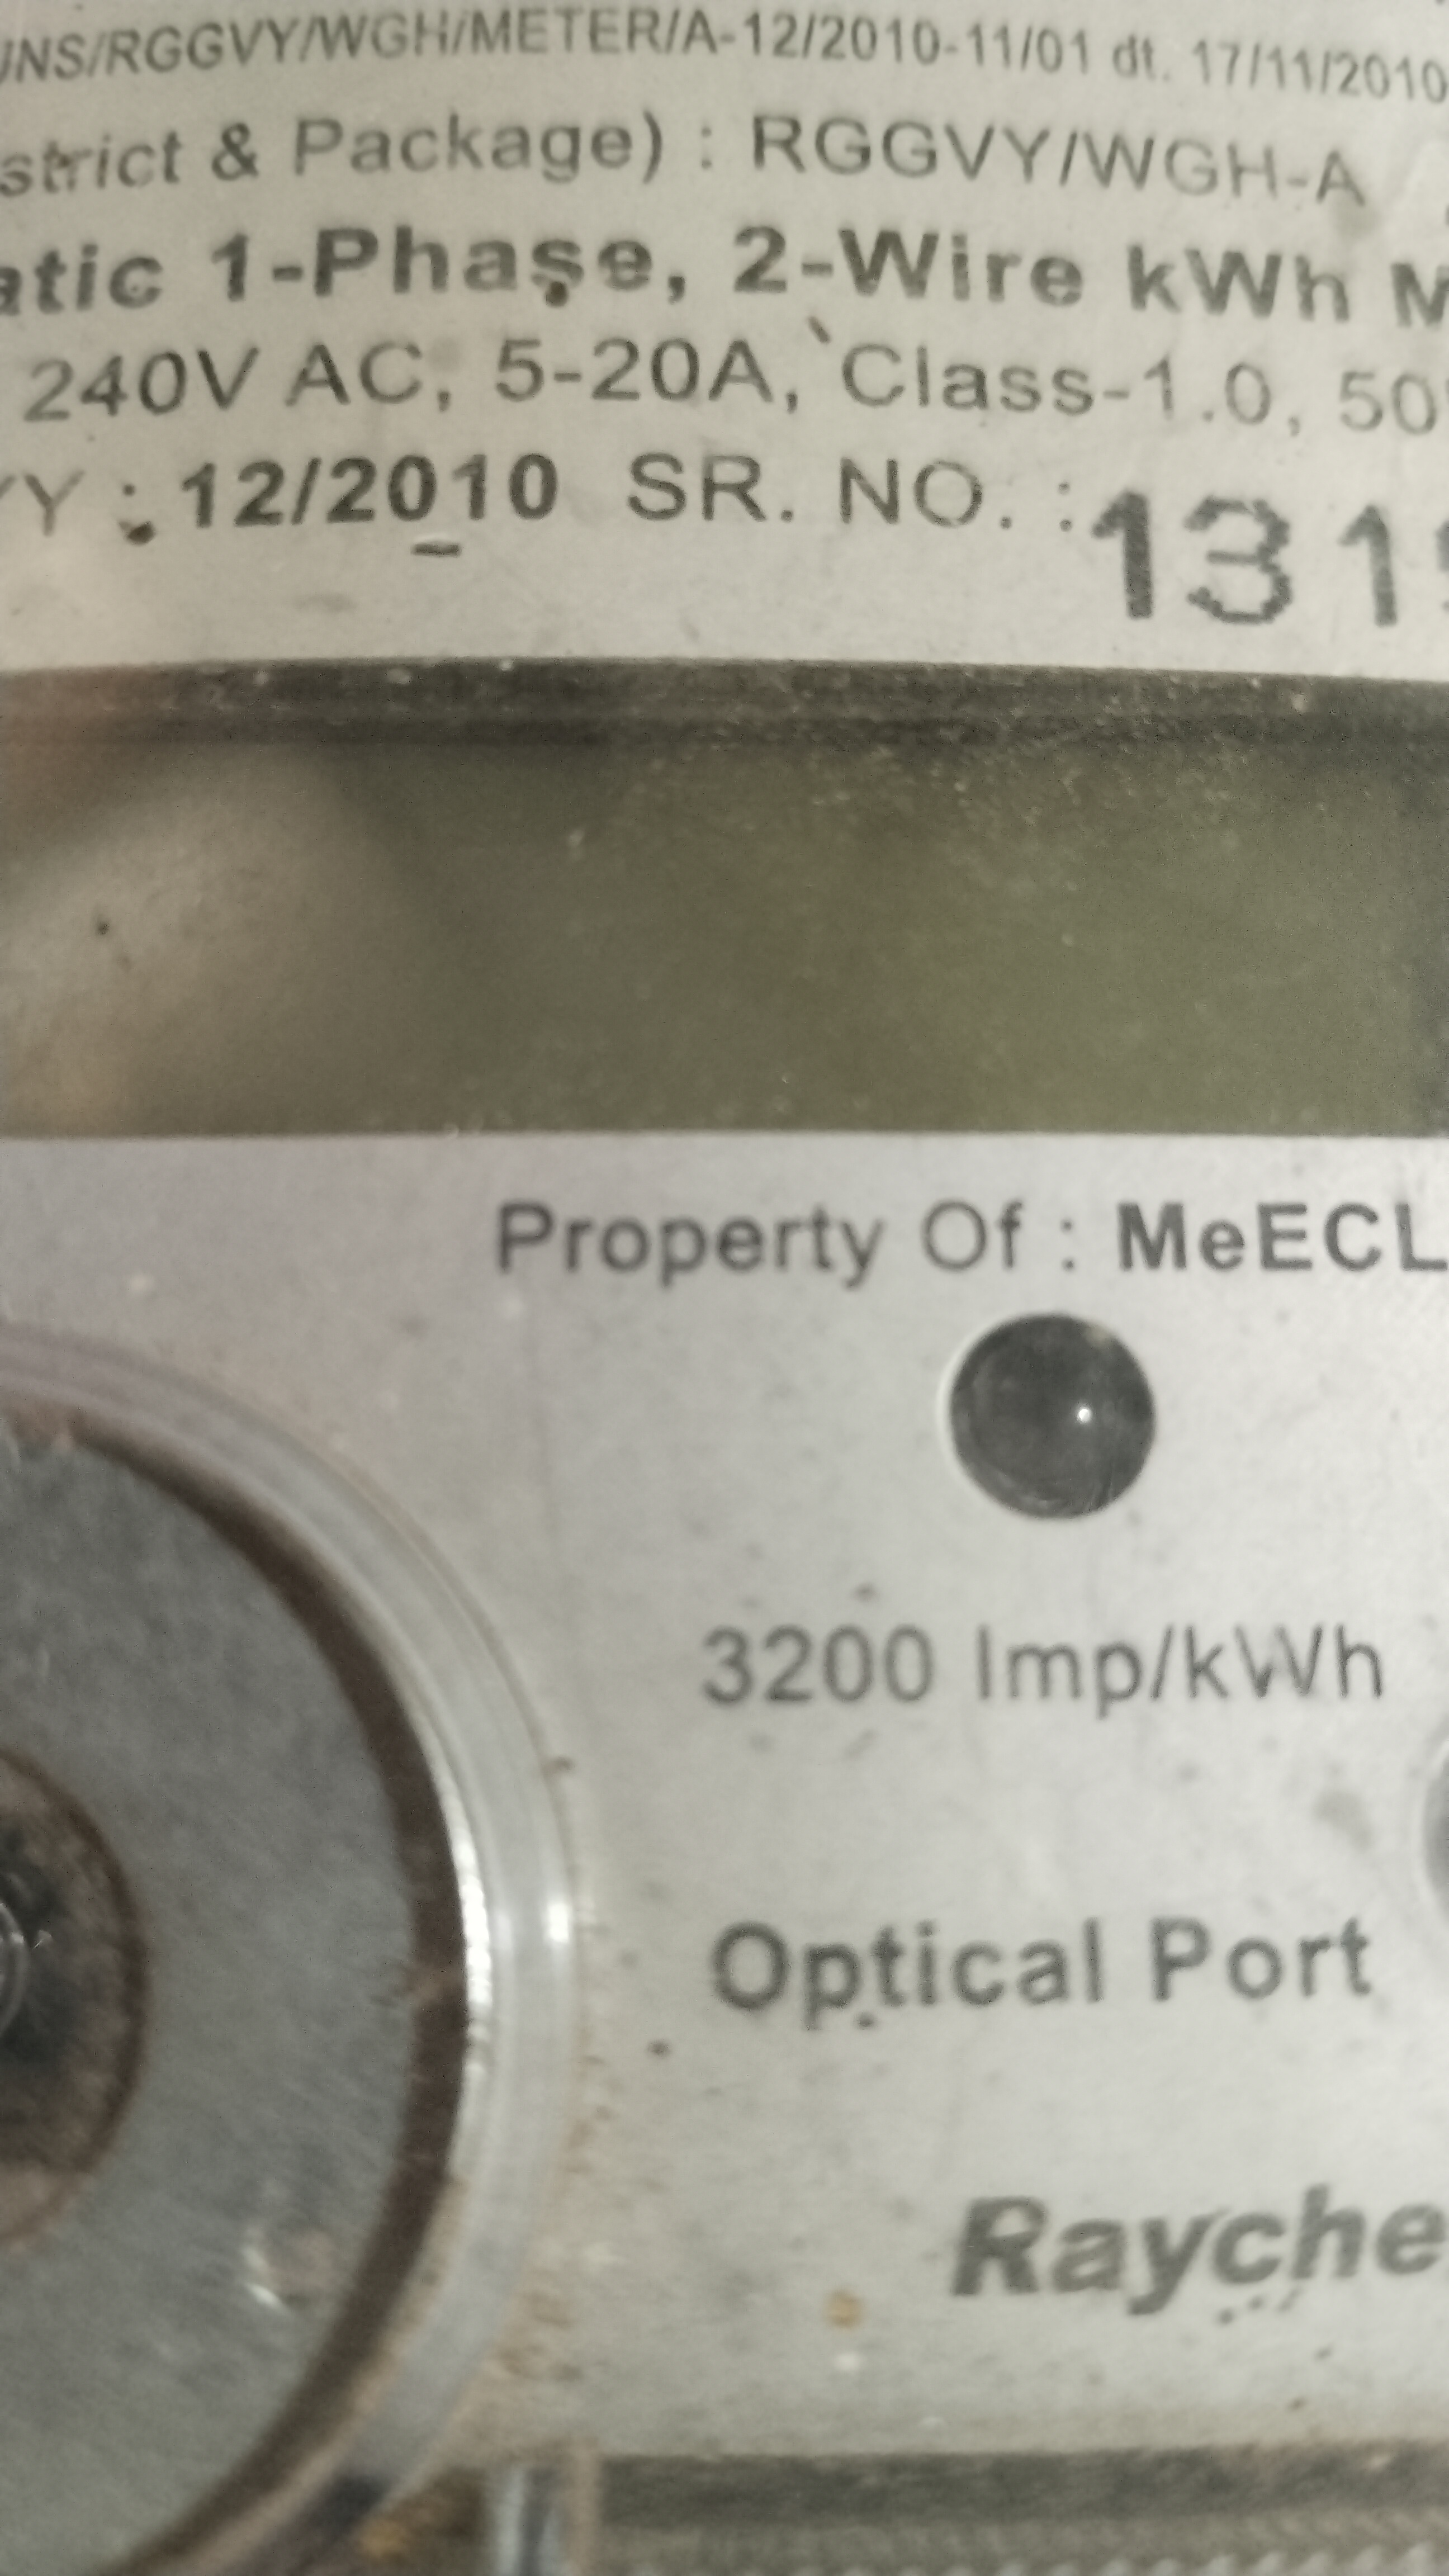 /NS/RGGVY/WGH/METER/A-12/2010-11/01 dt. 17/11/2010
strict & Package) : RGGVY/WGH-A
atic 1-Phase, 2-Wire kWh M
240V AC, 5-20A, Class-1.0, 50
Y : 12/2010 SR. NO. : 131
Property Of : MeECL
3200 Imp/kWh
Optical Port
Rayche